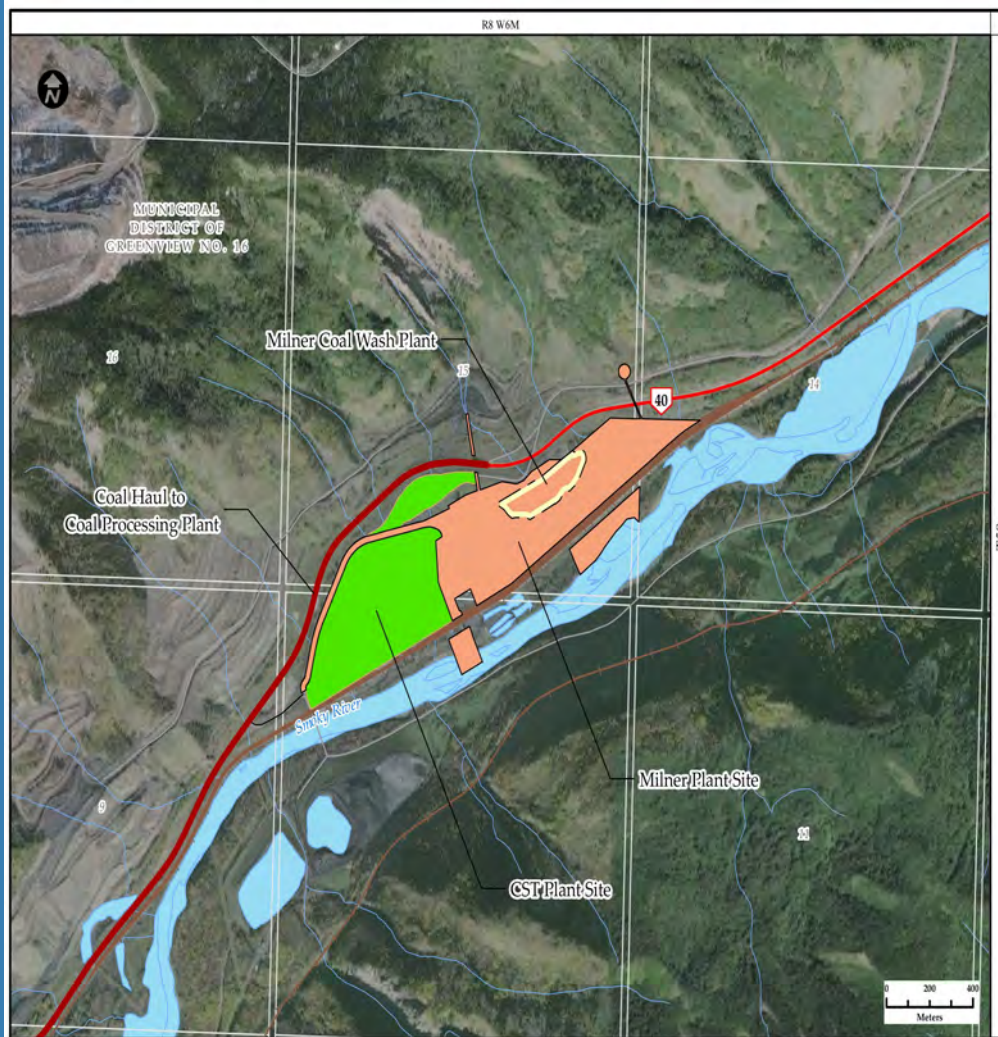 R8 W6M
N
MUNICIPAL
DISTRICT OF
GREENVIEW NO. 16
Milner Coal Wash Plant
16
15
14
40
Coal Haul to
Coal Processing Plant
Smoky River
Milner Plant Site
9
11
CST Plant Site
0 200 400
Meters